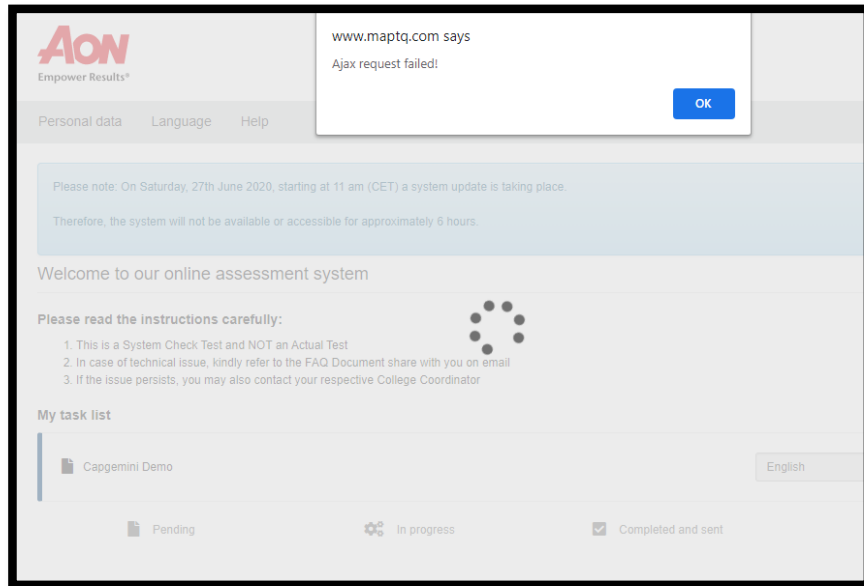 AON
Empower Results®
www.maptq.com says
Ajax request failed!
OK
Personal data Language Help
Please note: On Saturday, 27th June 2020, starting at 11 am (CET) a system update is taking place.
Therefore, the system will not be available or accessible for approximately 6 hours.
Welcome to our online assessment system
Please read the instructions carefully:
1. This is a System Check Test and NOT an Actual Test
2. In case of technical issue, kindly refer to the FAQ Document share with you on email
3. If the issue persists, you may also contact your respective College Coordinator
My task list
Capgemini Demo English
Pending In progress Completed and sent